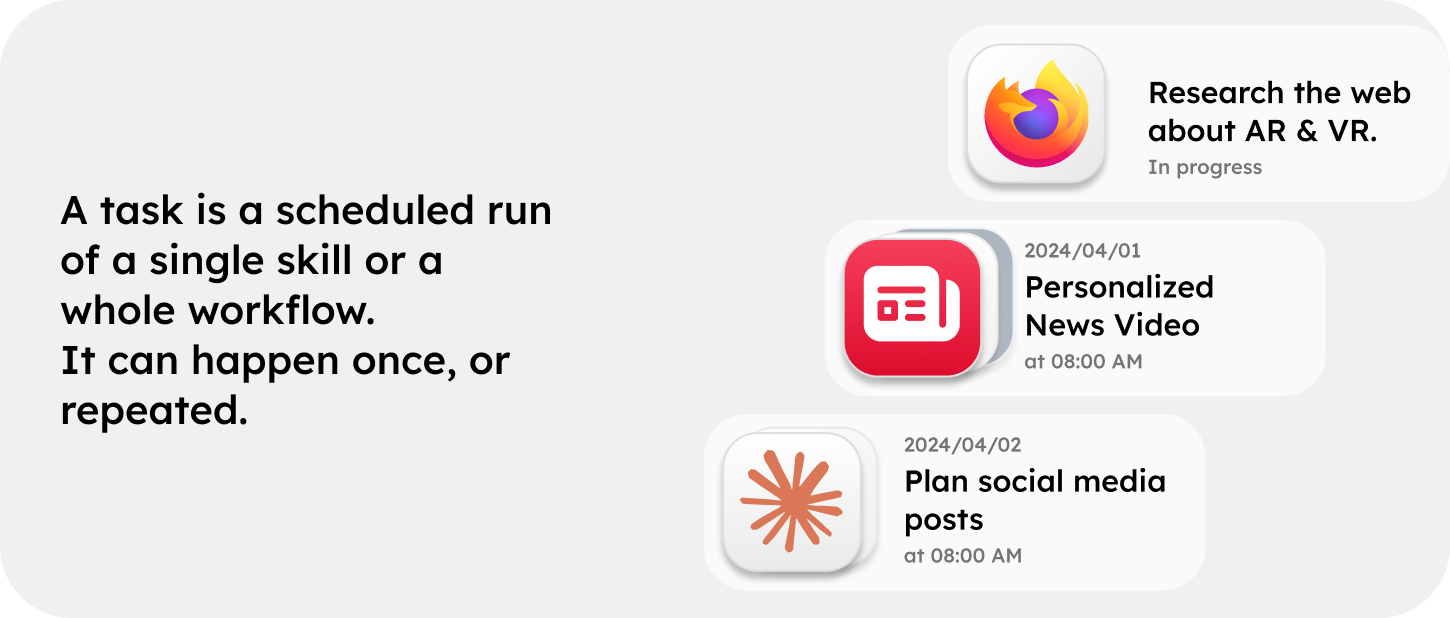 A task is a scheduled run
of a single skill or a
whole workflow.
It can happen once, or
repeated.
Research the web
about AR & VR.
In progress
2024/04/01
Personalized
News Video
at 08:00 AM
2024/04/02
Plan social media
posts
at 08:00 AM